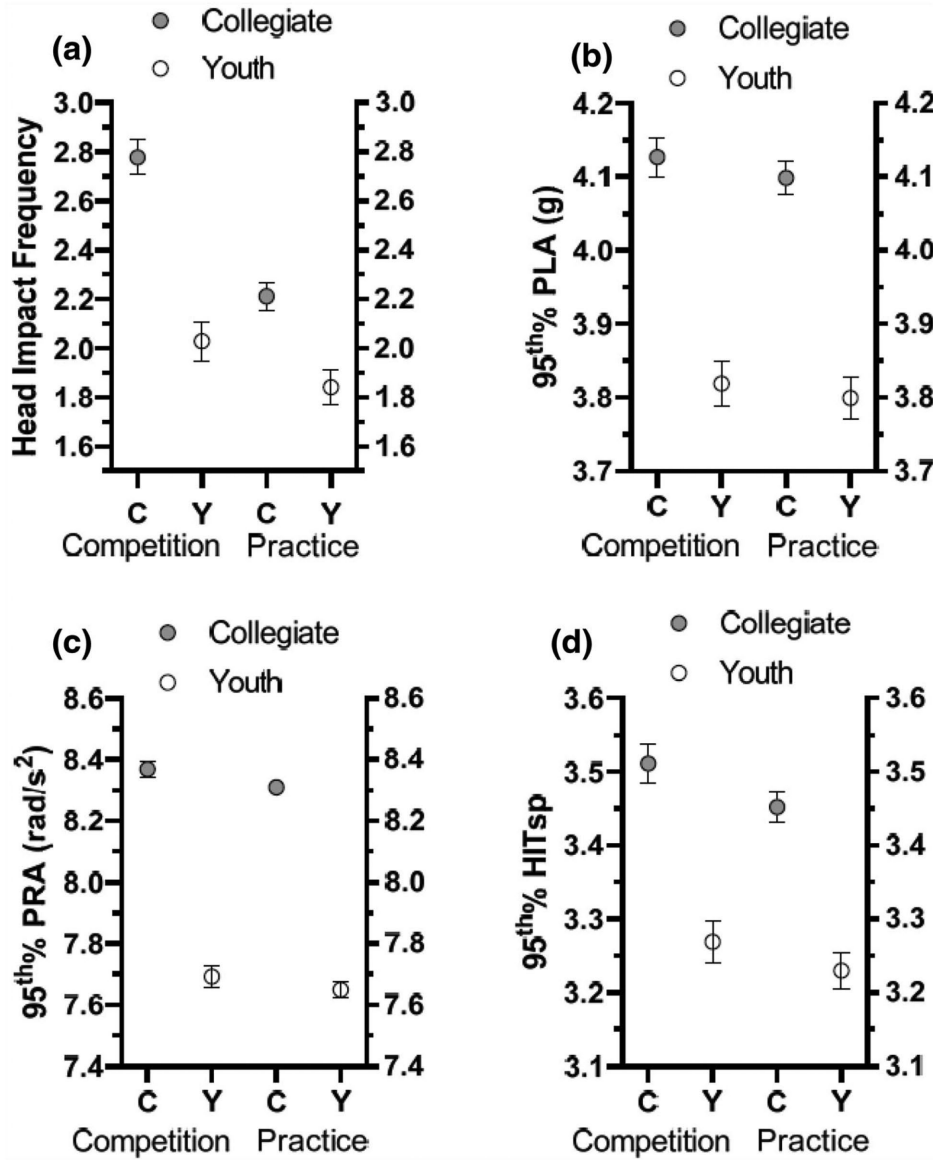 (a)
Collegiate
Youth
Head Impact Frequency
3.0
2.8
2.6
2.4
2.2
2.0
1.8
1.6
3.0
2.8
2.6
2.4
2.2
2.0
1.8
1.6
C Y C Y
Competition Practice
(b)
Collegiate
Youth
95th% PLA (g)
4.2
4.1
4.0
3.9
3.8
3.7
4.2
4.1
4.0
3.9
3.8
3.7
C Y C Y
Competition Practice
(c)
Collegiate
Youth
95th% PRA (rad/s2)
8.6
8.4
8.2
8.0
7.8
7.6
7.4
8.6
8.4
8.2
8.0
7.8
7.6
7.4
C Y C Y
Competition Practice
(d)
Collegiate
Youth
95th% HITsp
3.6
3.5
3.4
3.3
3.2
3.1
3.6
3.5
3.4
3.3
3.2
3.1
C Y C Y
Competition Practice